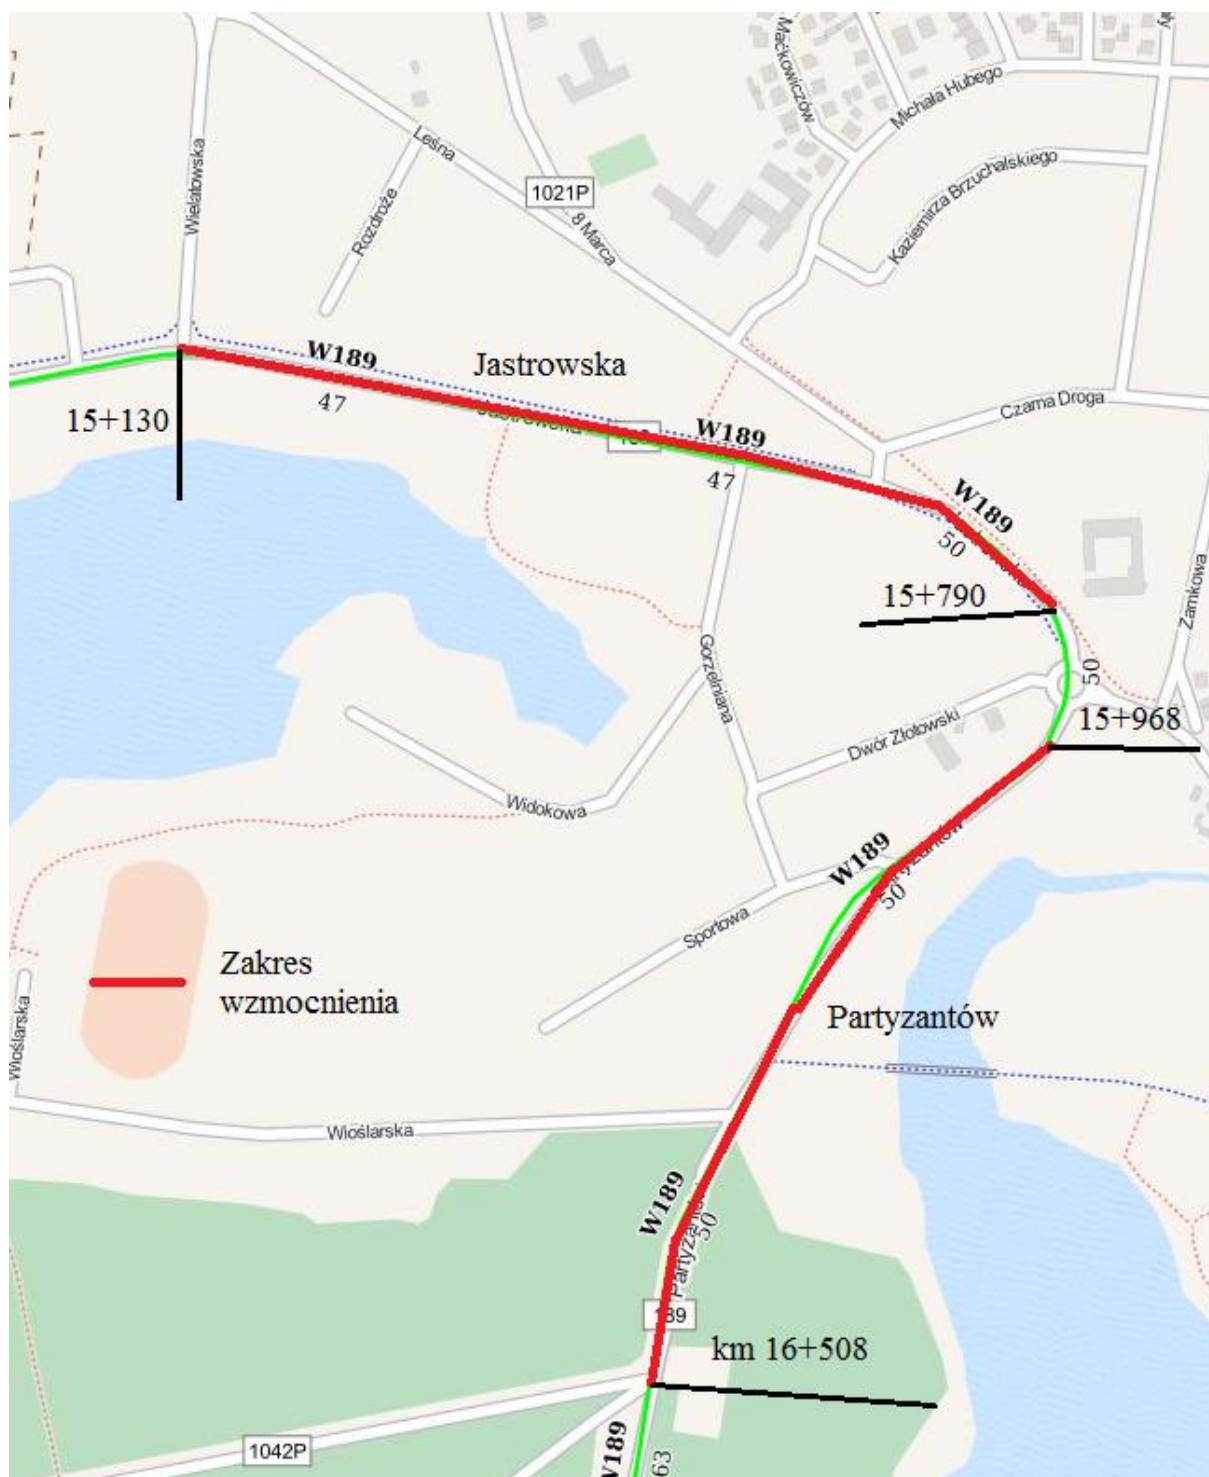 Maćkowiczów
Michała Hubego
Leśna
Wielatowska
Kaziemirza Brzuchalskiego
1021P
Rozdroże
8 Marca
W189
Jastrowska
47
Czarna Droga
15+130
W189
47
W189
50
Zamkowa
15+790
Gorzelniana
50
15+968
Dwór Złotowski
Widokowa
W189
50
Sportowa
Zakres
wzmocnienia
Wioślarska
Partyzantów
Wioślarska
W189
50
189
km 16+508
1042P
W189
63